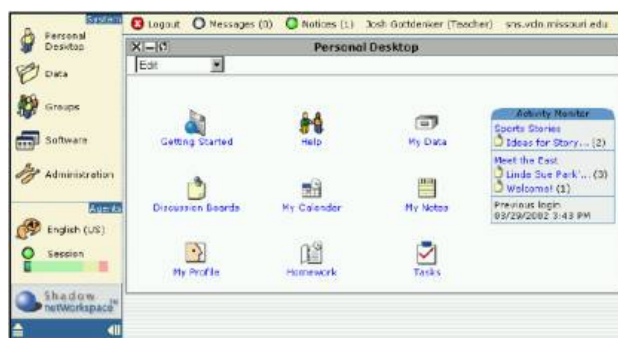 System
Personal
Desktop
Data
Groups
Software
Administration
Agents
English (US)
Session
Shadow
netWorkspace™
Logout Messages (0) Notices (1) Josh Gottdenker (Teacher) sns.vcln.missouri.edu
Personal Desktop
Edit
Getting Started Help My Data
Discussion Boards My Calendar My Notes
My Profile Homework Tasks
Activity Monitor
Sports Stories
Ideas for Story... (2)
Meet the East
Linda Sue Park'... (3)
Welcome! (1)
Previous login
03/29/2002 3:43 PM